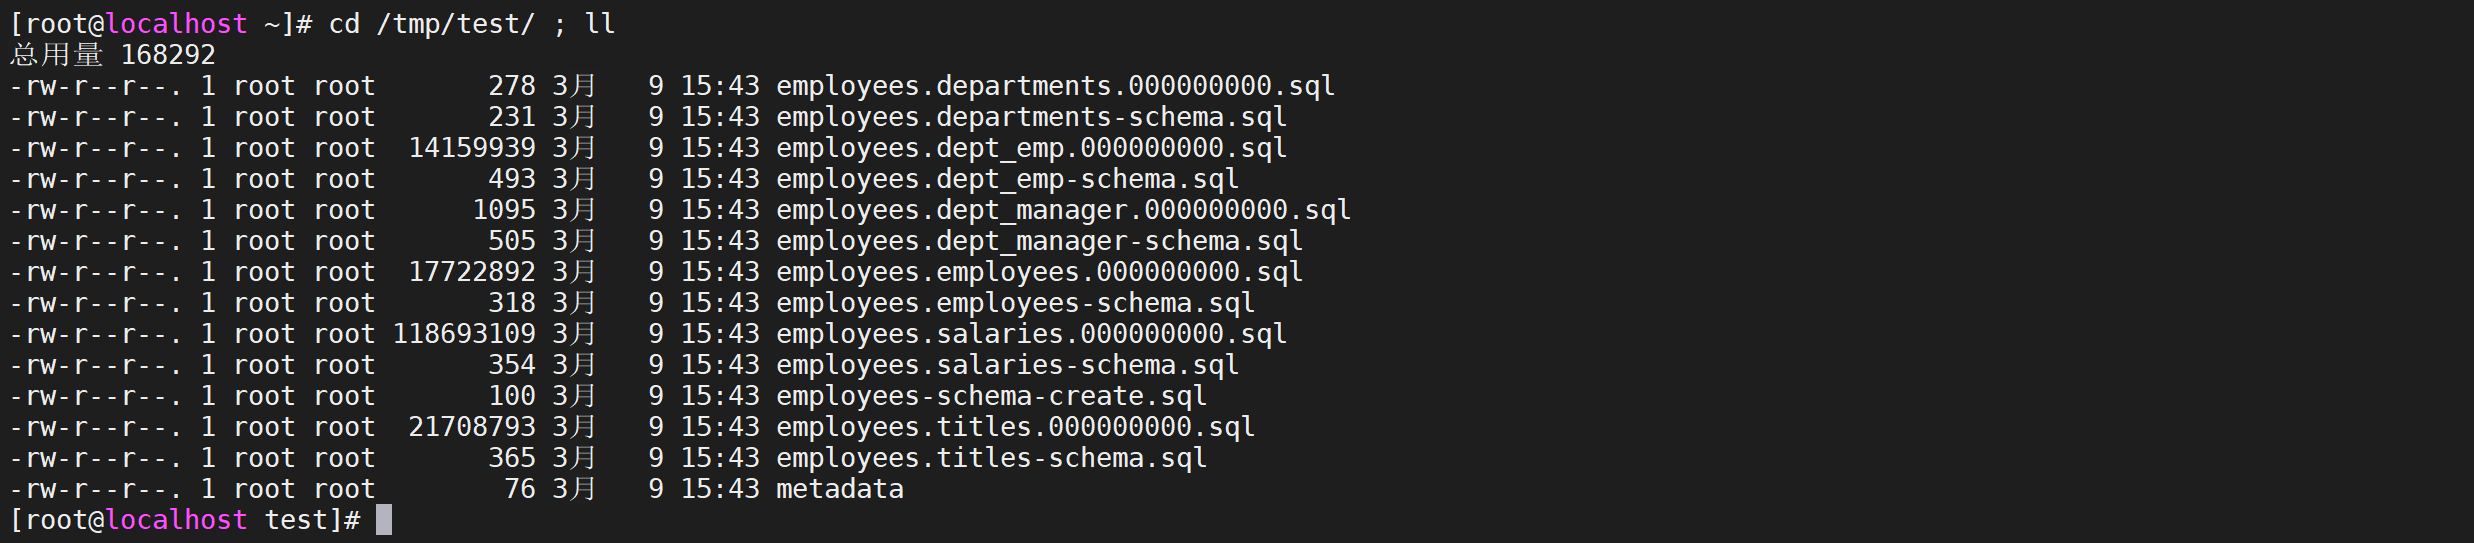 [root@localhost ~]# cd /tmp/test/ ; ll
总用量 168292
-rw-r--r--. 1 root root       278 3月   9 15:43 employees.departments.000000000.sql
-rw-r--r--. 1 root root       231 3月   9 15:43 employees.departments-schema.sql
-rw-r--r--. 1 root root  14159939 3月   9 15:43 employees.dept_emp.000000000.sql
-rw-r--r--. 1 root root       493 3月   9 15:43 employees.dept_emp-schema.sql
-rw-r--r--. 1 root root      1095 3月   9 15:43 employees.dept_manager.000000000.sql
-rw-r--r--. 1 root root       505 3月   9 15:43 employees.dept_manager-schema.sql
-rw-r--r--. 1 root root  17722892 3月   9 15:43 employees.employees.000000000.sql
-rw-r--r--. 1 root root       318 3月   9 15:43 employees.employees-schema.sql
-rw-r--r--. 1 root root 118693109 3月   9 15:43 employees.salaries.000000000.sql
-rw-r--r--. 1 root root       354 3月   9 15:43 employees.salaries-schema.sql
-rw-r--r--. 1 root root       100 3月   9 15:43 employees-schema-create.sql
-rw-r--r--. 1 root root  21708793 3月   9 15:43 employees.titles.000000000.sql
-rw-r--r--. 1 root root       365 3月   9 15:43 employees.titles-schema.sql
-rw-r--r--. 1 root root        76 3月   9 15:43 metadata
[root@localhost test]#